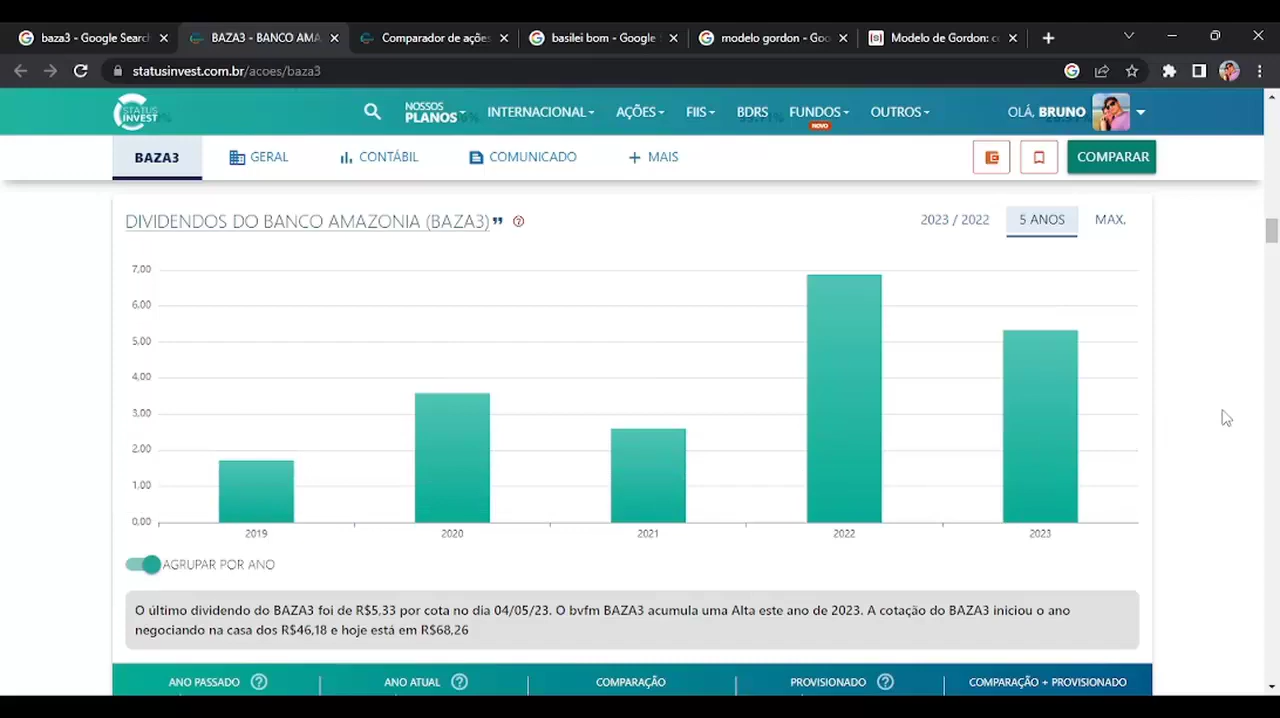 baza3 - Google Searc
BAZA3 - BANCO AMA
Comparador de açõe
basilei bom - Google
modelo gordon - Goo
Modelo de Gordon: c
statusinvest.com.br/acoes/baza3
STATUS
INVEST
NOSSOS
PLANOS
INTERNACIONAL
AÇÕES
FIIS
BDRS
FUNDOS
NOVO
OUTROS
OLÁ, BRUNO
BAZA3
GERAL
CONTÁBIL
COMUNICADO
MAIS
COMPARAR
DIVIDENDOS DO BANCO AMAZONIA (BAZA3)
2023 / 2022
5 ANOS
MAX.
7,00
6,00
5,00
4,00
3,00
2,00
1,00
0,00
2019
2020
2021
2022
2023
AGRUPAR POR ANO
O último dividendo do BAZA3 foi de R$5,33 por cota no dia 04/05/23. O bvfm BAZA3 acumula uma Alta este ano de 2023. A cotação do BAZA3 iniciou o ano
negociando na casa dos R$46,18 e hoje está em R$68,26
ANO PASSADO
ANO ATUAL
COMPARAÇÃO
PROVISIONADO
COMPARAÇÃO + PROVISIONADO